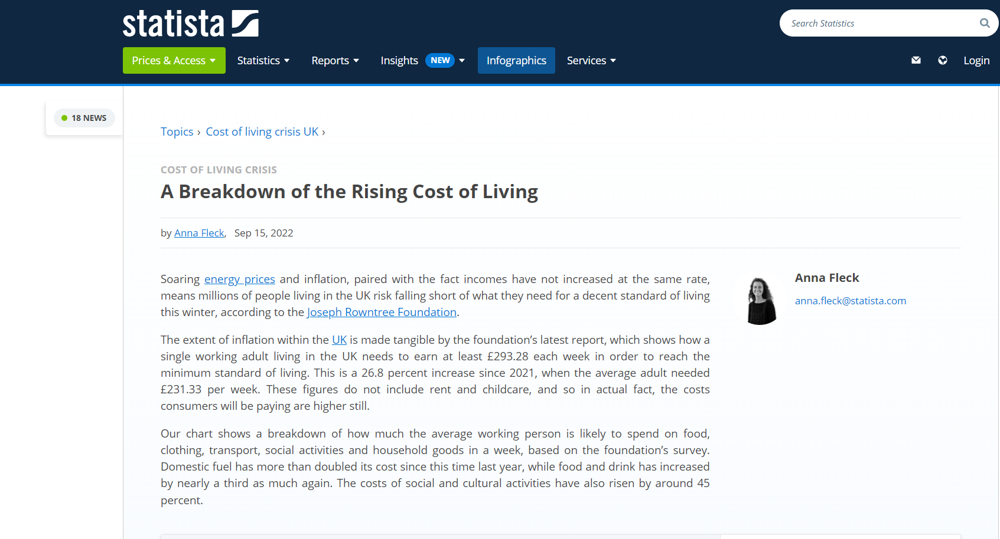 statista
Search Statistics
Prices & Access Statistics Reports Insights NEW Infographics Services Login
18 NEWS
Topics › Cost of living crisis UK ›
COST OF LIVING CRISIS
A Breakdown of the Rising Cost of Living
by Anna Fleck, Sep 15, 2022
Soaring energy prices and inflation, paired with the fact incomes have not increased at the same rate,
means millions of people living in the UK risk falling short of what they need for a decent standard of living
this winter, according to the Joseph Rowntree Foundation.
The extent of inflation within the UK is made tangible by the foundation’s latest report, which shows how a
single working adult living in the UK needs to earn at least £293.28 each week in order to reach the
minimum standard of living. This is a 26.8 percent increase since 2021, when the average adult needed
£231.33 per week. These figures do not include rent and childcare, and so in actual fact, the costs
consumers will be paying are higher still.
Our chart shows a breakdown of how much the average working person is likely to spend on food,
clothing, transport, social activities and household goods in a week, based on the foundation’s survey.
Domestic fuel has more than doubled its cost since this time last year, while food and drink has increased
by nearly a third as much again. The costs of social and cultural activities have also risen by around 45
percent.
Anna Fleck
anna.fleck@statista.com